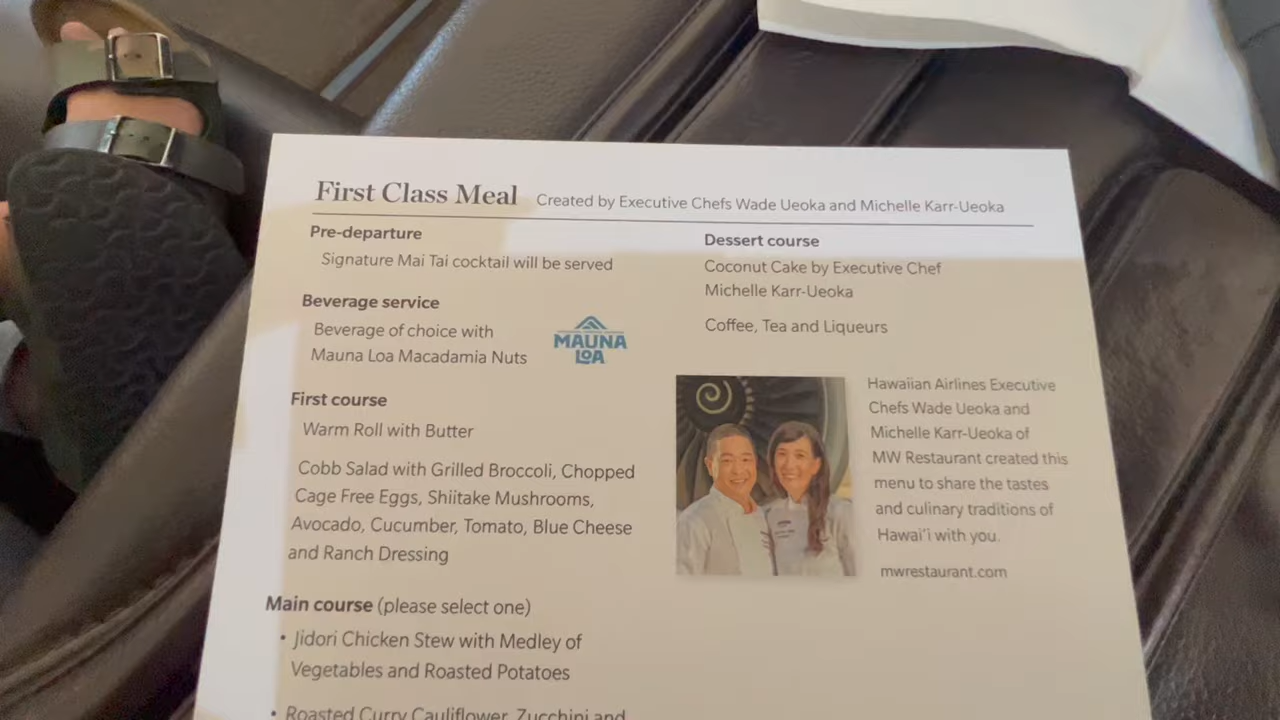 First Class Meal Created by Executive Chefs Wade Ueoka and Michelle Karr-Ueoka
Pre-departure
Signature Mai Tai cocktail will be served
Beverage service
Beverage of choice with
Mauna Loa Macadamia Nuts
MAUNA
LOA
First course
Warm Roll with Butter
Cobb Salad with Grilled Broccoli, Chopped
Cage Free Eggs, Shiitake Mushrooms,
Avocado, Cucumber, Tomato, Blue Cheese
and Ranch Dressing
Main course (please select one)
• Jidori Chicken Stew with Medley of
Vegetables and Roasted Potatoes
• Roasted Curry Cauliflower, Zucchini and
Dessert course
Coconut Cake by Executive Chef
Michelle Karr-Ueoka
Coffee, Tea and Liqueurs
Hawaiian Airlines Executive
Chefs Wade Ueoka and
Michelle Karr-Ueoka of
MW Restaurant created this
menu to share the tastes
and culinary traditions of
Hawaiʻi with you.
mwrestaurant.com